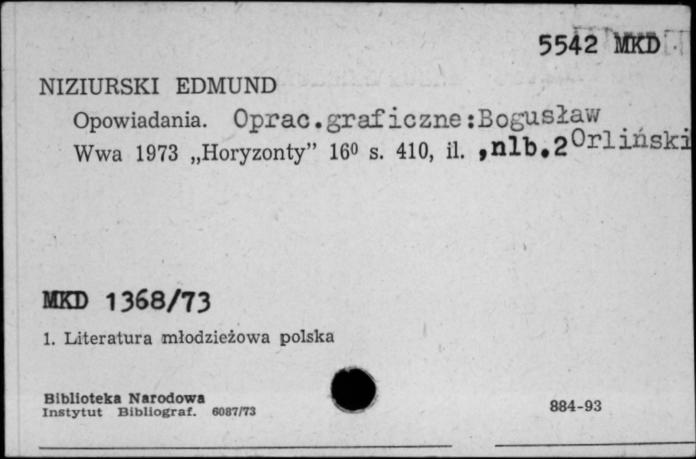 5542 MKD
NIZIURSKI EDMUND
Opowiadania. Oprac.graficzne:Bogusław
Orliński
Wwa 1973 „Horyzonty” 16⁰ s. 410, il. ,nlb.2
MKD 1368/73
1. Literatura młodzieżowa polska
Biblioteka Narodowa
Instytut Bibliograf. 6087/73
884-93